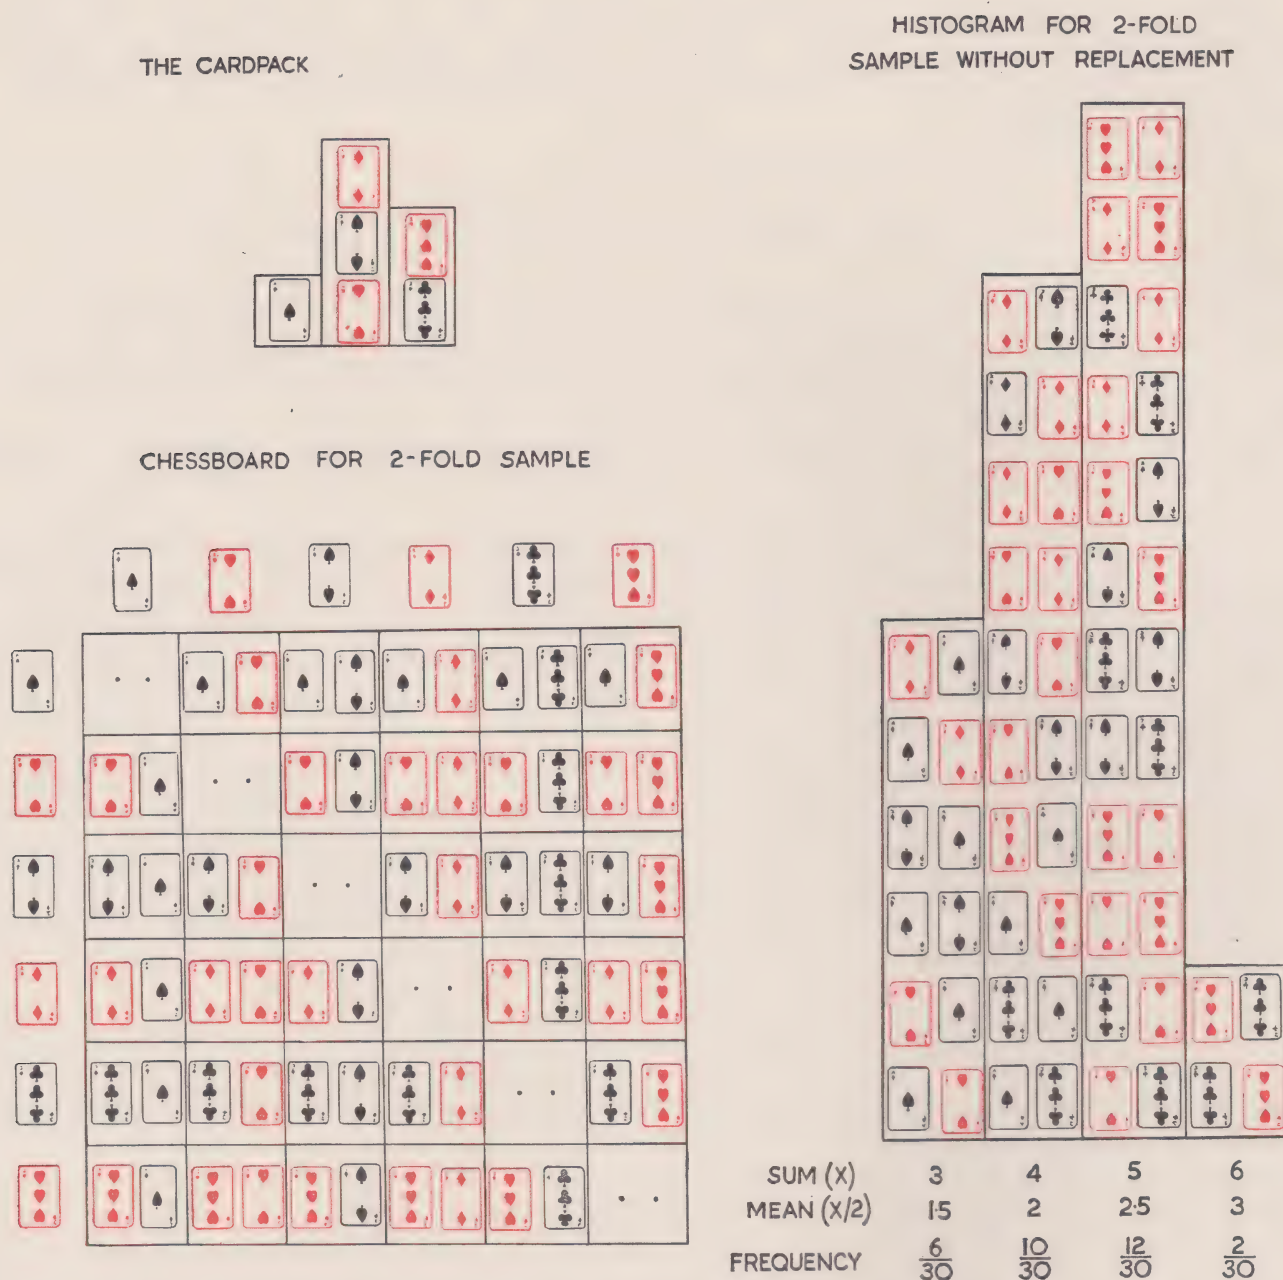 THE CARDPACK
HISTOGRAM FOR 2-FOLD
SAMPLE WITHOUT REPLACEMENT
CHESSBOARD FOR 2-FOLD SAMPLE
SUM (X) 3 4 5 6
MEAN (X/2) 1·5 2 2·5 3
FREQUENCY 6/30 10/30 12/30 2/30